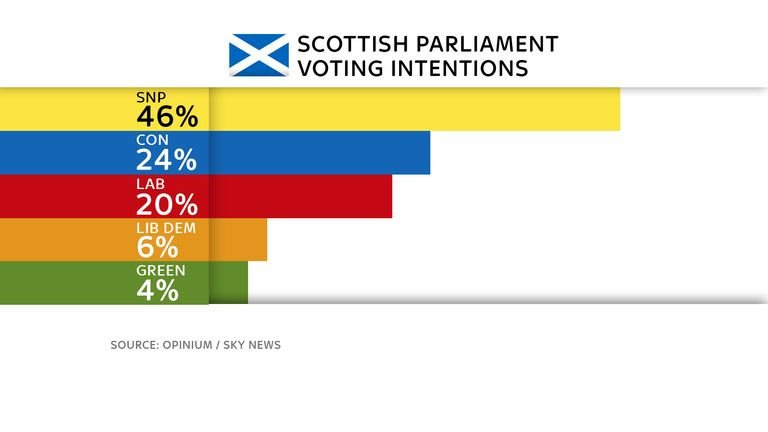 SCOTTISH PARLIAMENT
VOTING INTENTIONS
SNP
46%
CON
24%
LAB
20%
LIB DEM
6%
GREEN
4%
SOURCE: OPINIUM / SKY NEWS